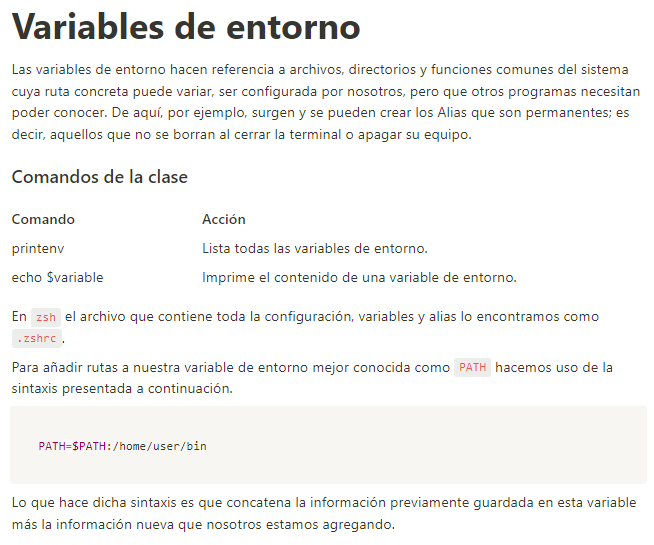 Variables de entorno
Las variables de entorno hacen referencia a archivos, directorios y funciones comunes del sistema
cuya ruta concreta puede variar, ser configurada por nosotros, pero que otros programas necesitan
poder conocer. De aquí, por ejemplo, surgen y se pueden crear los Alias que son permanentes; es
decir, aquellos que no se borran al cerrar la terminal o apagar su equipo.
Comandos de la clase
Comando Acción
printenv Lista todas las variables de entorno.
echo $variable Imprime el contenido de una variable de entorno.
En zsh el archivo que contiene toda la configuración, variables y alias lo encontramos como
.zshrc.
Para añadir rutas a nuestra variable de entorno mejor conocida como PATH hacemos uso de la
sintaxis presentada a continuación.
PATH=$PATH:/home/user/bin
Lo que hace dicha sintaxis es que concatena la información previamente guardada en esta variable
más la información nueva que nosotros estamos agregando.